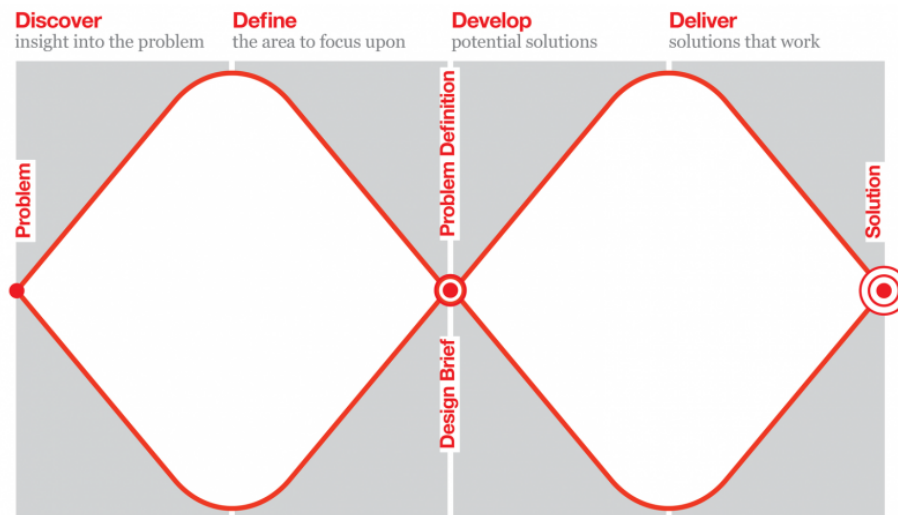 Discover
insight into the problem
Define
the area to focus upon
Develop
potential solutions
Deliver
solutions that work
Problem
Problem Definition
Design Brief
Solution